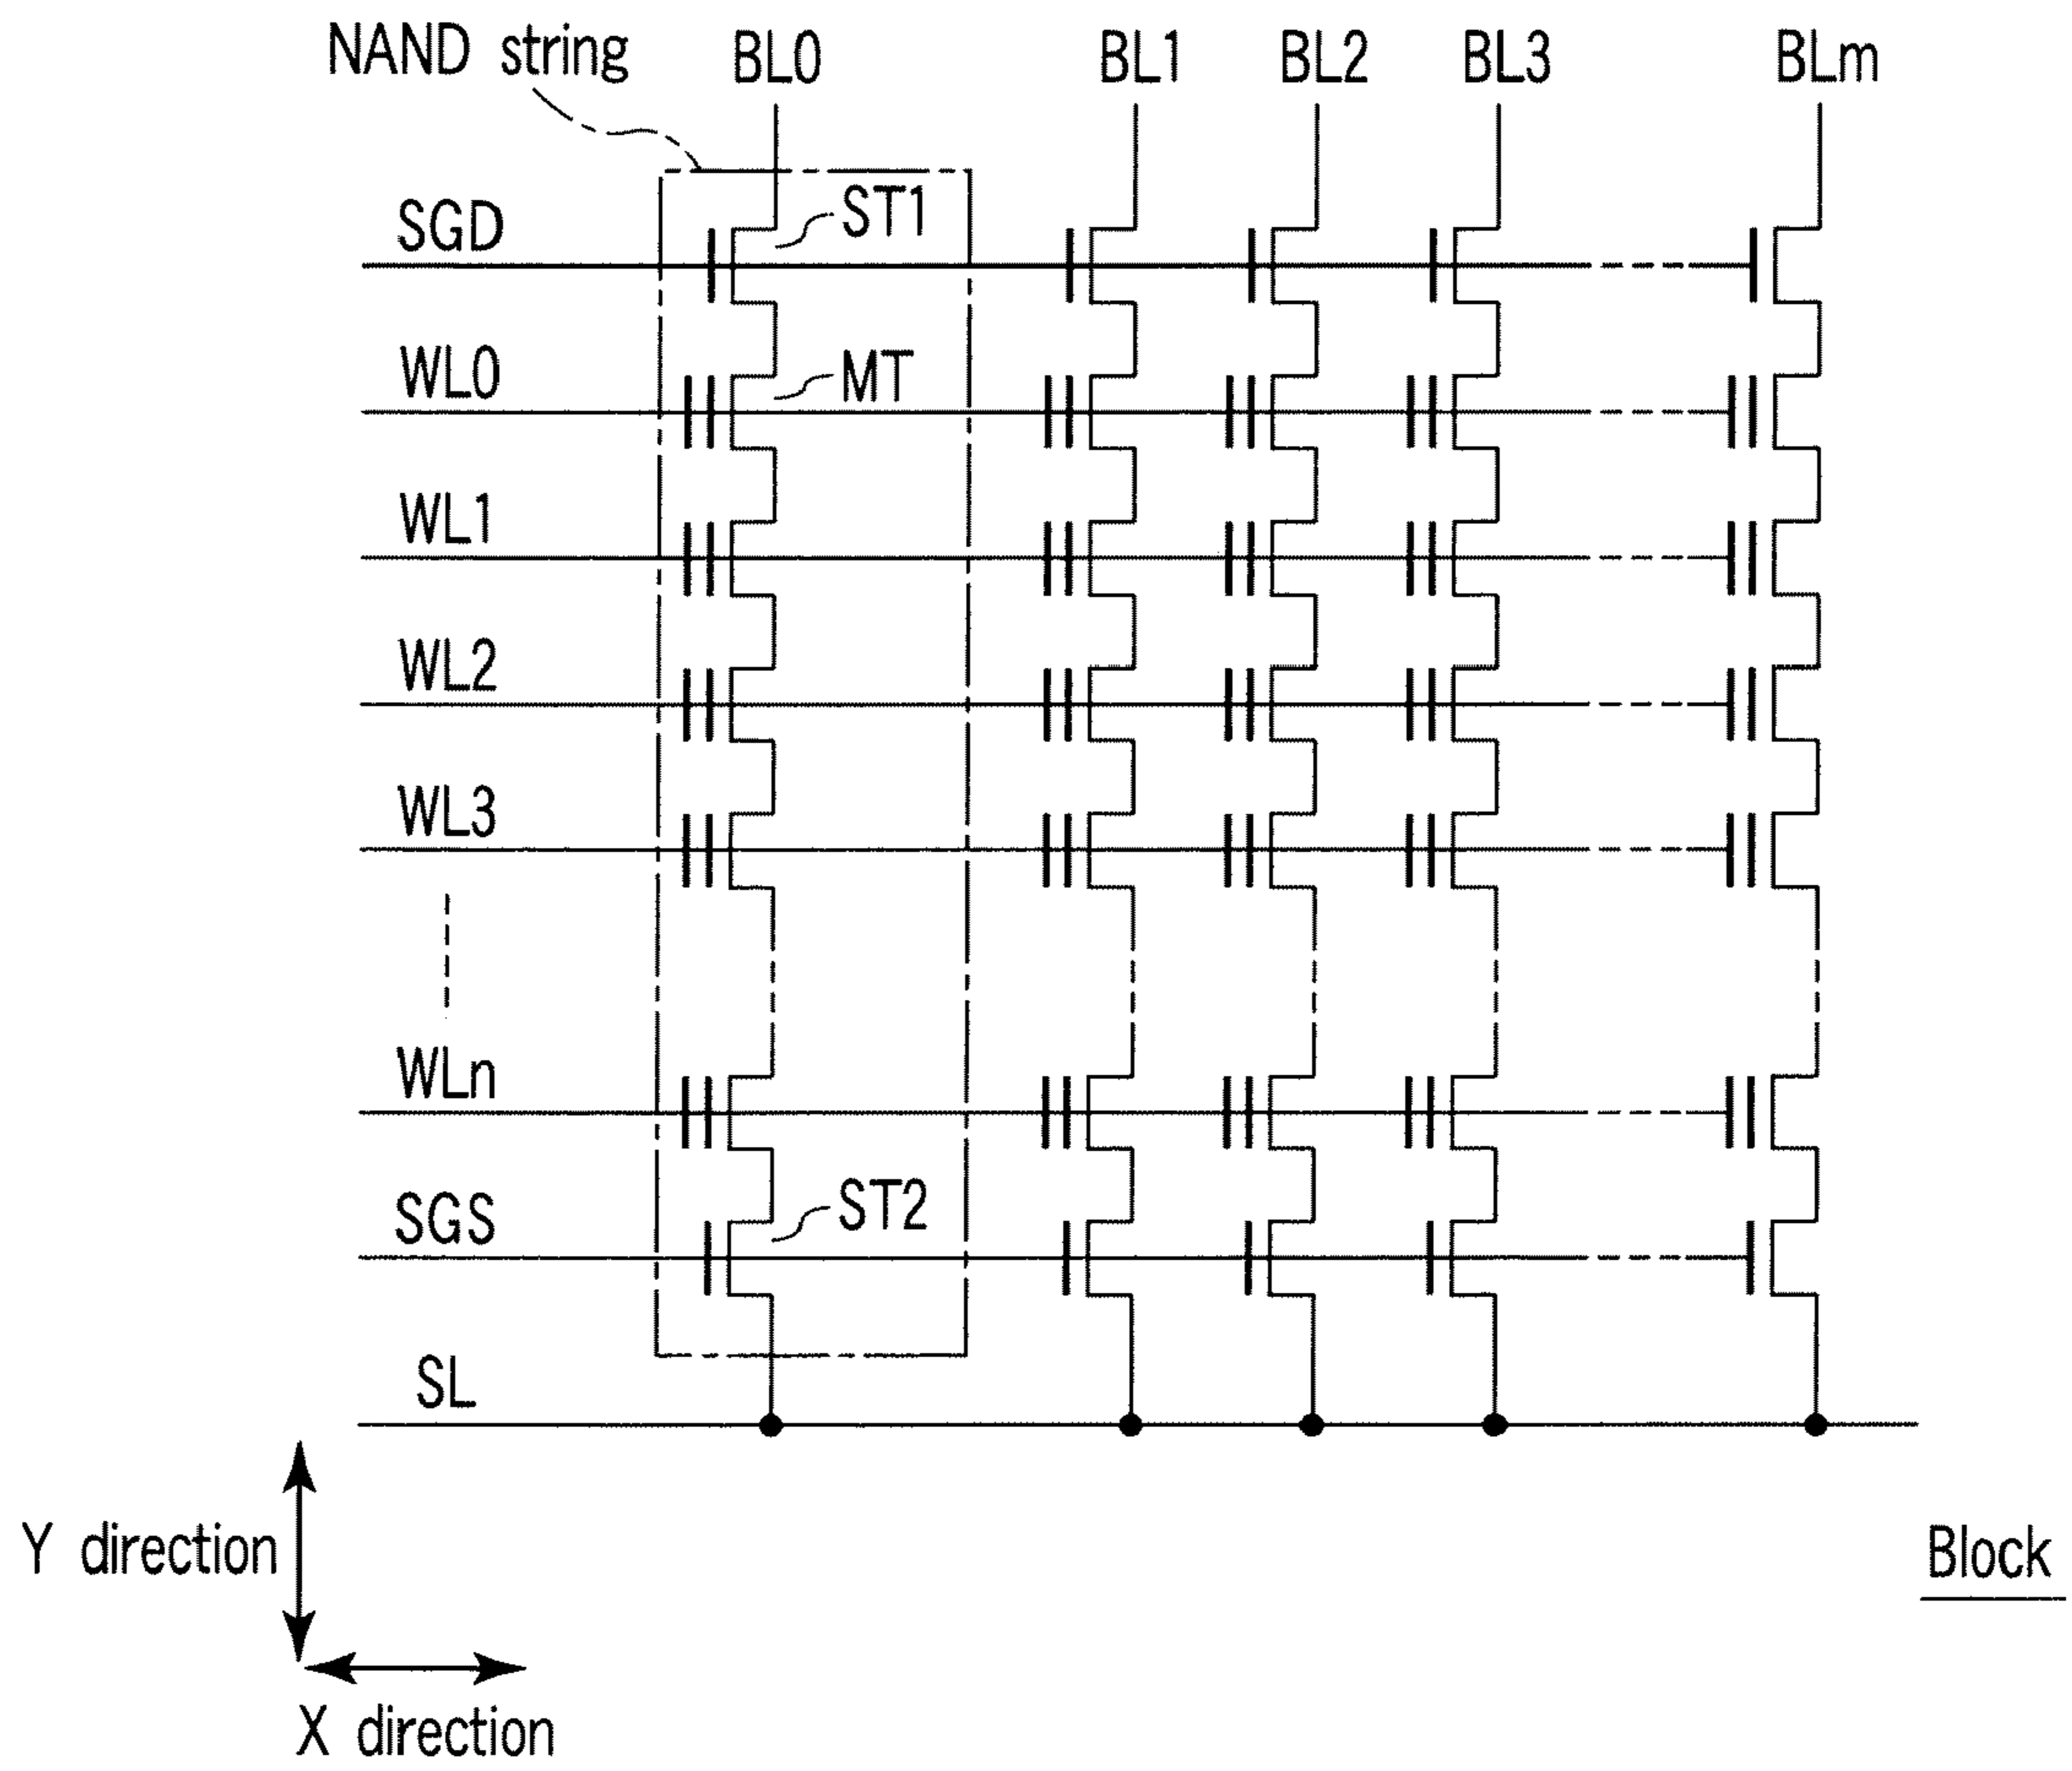 NAND string
BL0
BL1
BL2
BL3
BLm
SGD
ST1
WL0
MT
WL1
WL2
WL3
WLn
SGS
ST2
SL
Y direction
Block
X direction